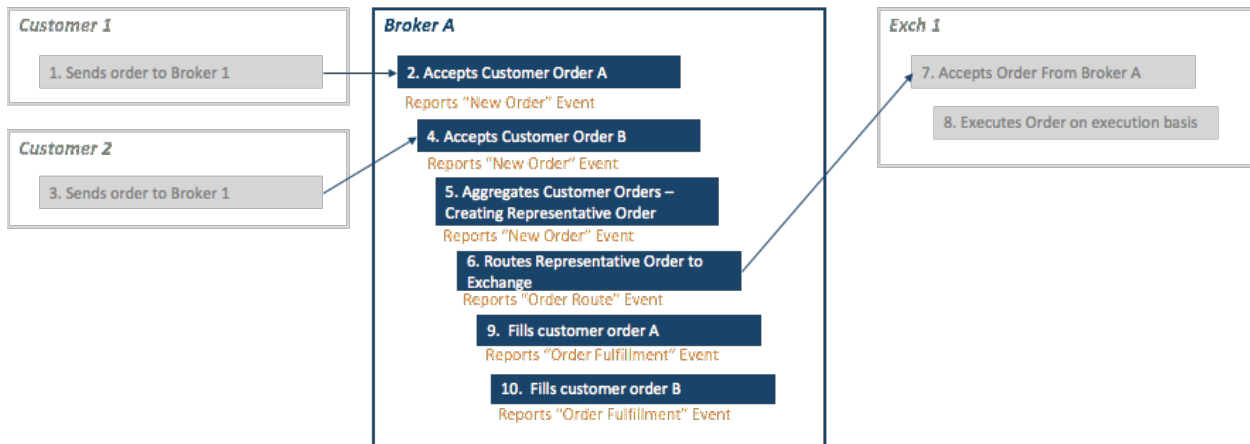 Customer 1
1. Sends order to Broker 1
Customer 2
3. Sends order to Broker 1
Broker A
2. Accepts Customer Order A
Reports "New Order" Event
4. Accepts Customer Order B
Reports "New Order" Event
5. Aggregates Customer Orders –
Creating Representative Order
Reports "New Order" Event
6. Routes Representative Order to
Exchange
Reports "Order Route" Event
9. Fills customer order A
Reports "Order Fulfillment" Event
10. Fills customer order B
Reports "Order Fulfillment" Event
Exch 1
7. Accepts Order From Broker A
8. Executes Order on execution basis